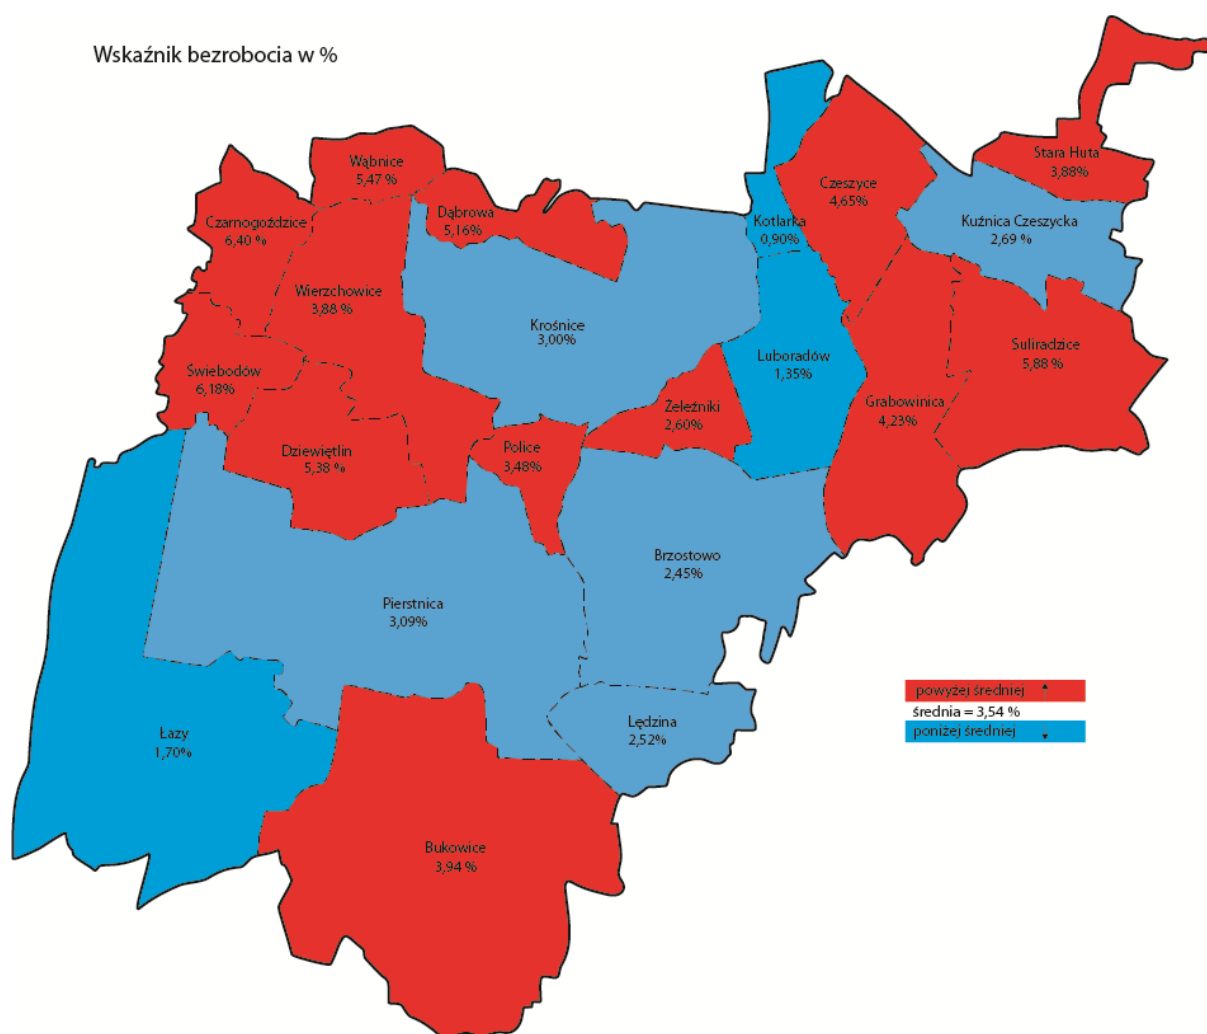 Wskaźnik bezrobocia w %
Stara Huta
3,88%
Wąbnice
5,47 %
Czeszyce
4,65%
Dąbrowa
5,16%
Czarnogoździce
6,40 %
Kotlarka
0,90%
Kuźnica Czeszycka
2,69 %
Wierzchowice
3,88 %
Krośnice
3,00%
Luboradów
1,35%
Suliradzice
5,88 %
Świebodów
6,18%
Żeleźniki
2,60%
Grabowinica
4,23%
Dziewiętlin
5,38 %
Police
3,48%
Brzostowo
2,45%
Pierstnica
3,09%
powyżej średniej
średnia = 3,54 %
poniżej średniej
Lędzina
2,52%
Łazy
1,70%
Bukowice
3,94 %